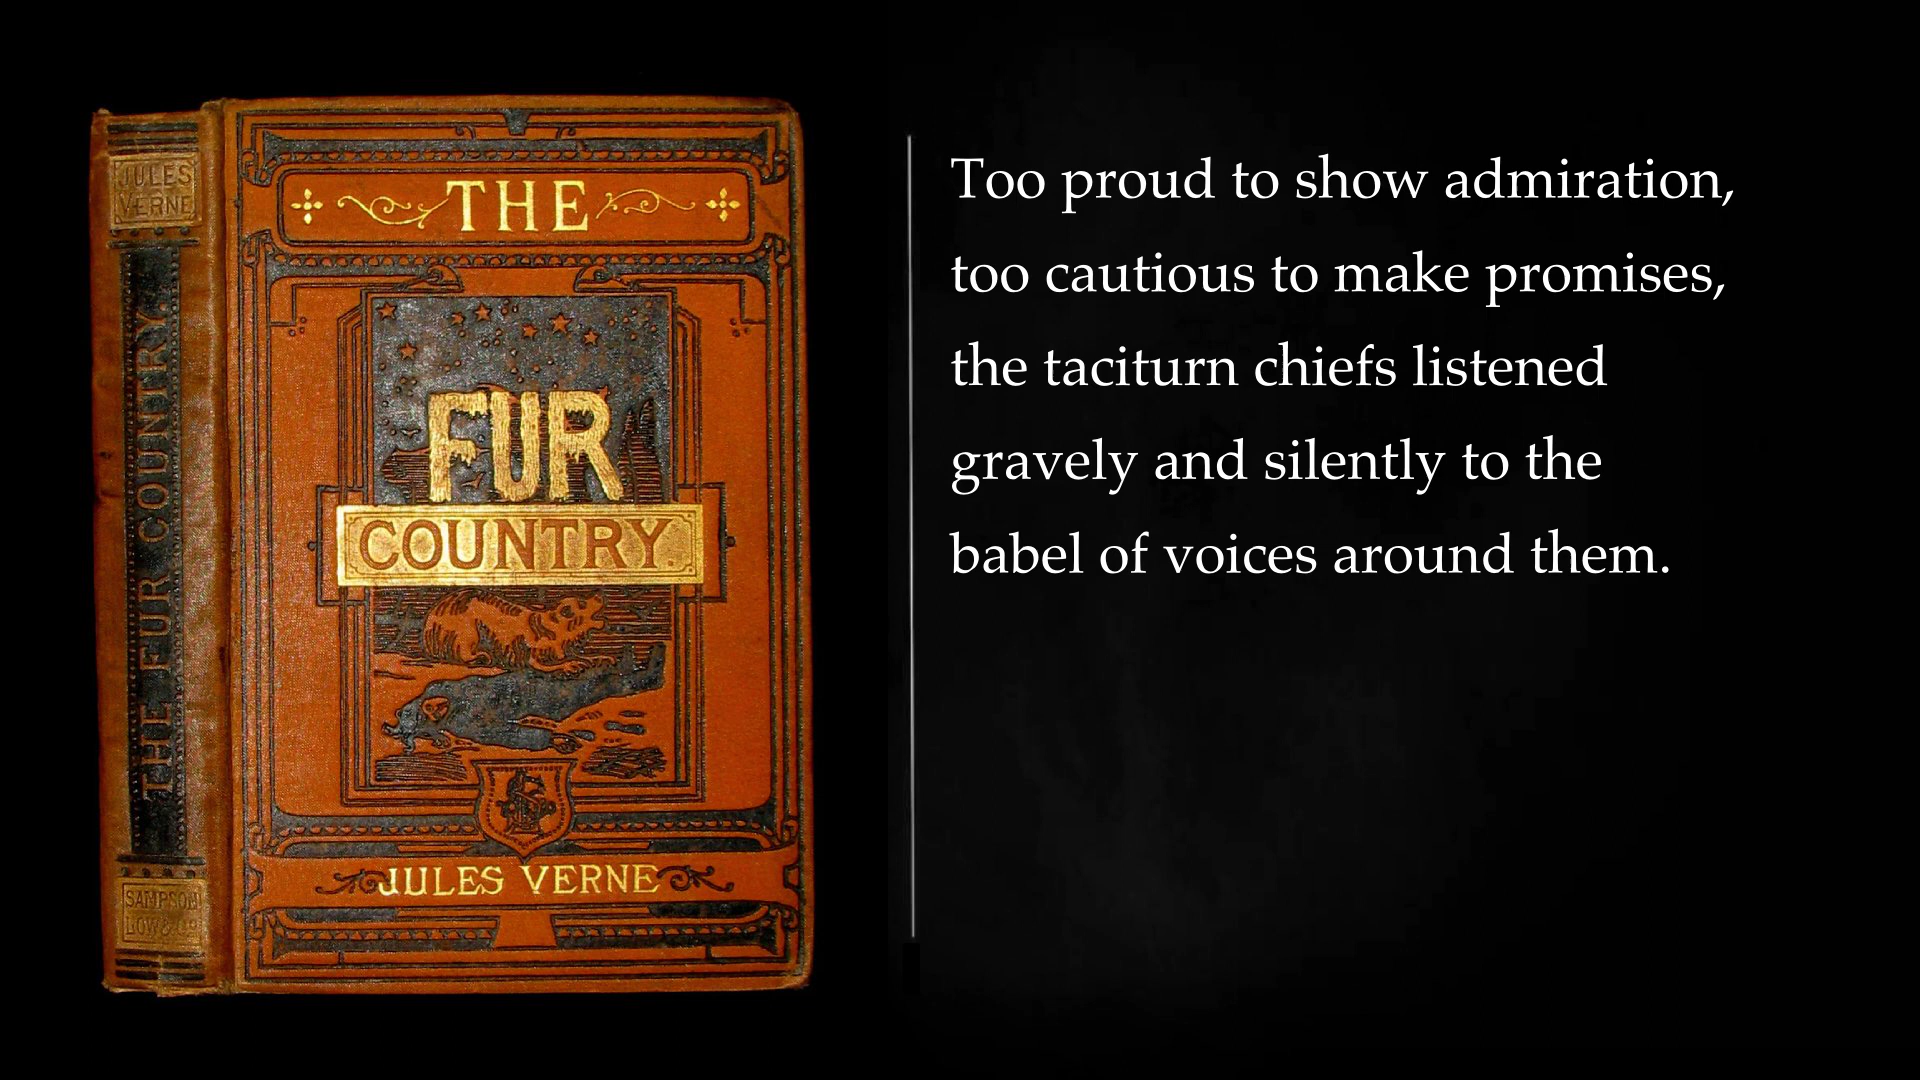 JULES
VERNE
THE FUR COUNTRY.
SAMPSON
LOW & Co
THE
FUR
COUNTRY.
JULES VERNE
Too proud to show admiration,
too cautious to make promises,
the taciturn chiefs listened
gravely and silently to the
babel of voices around them.